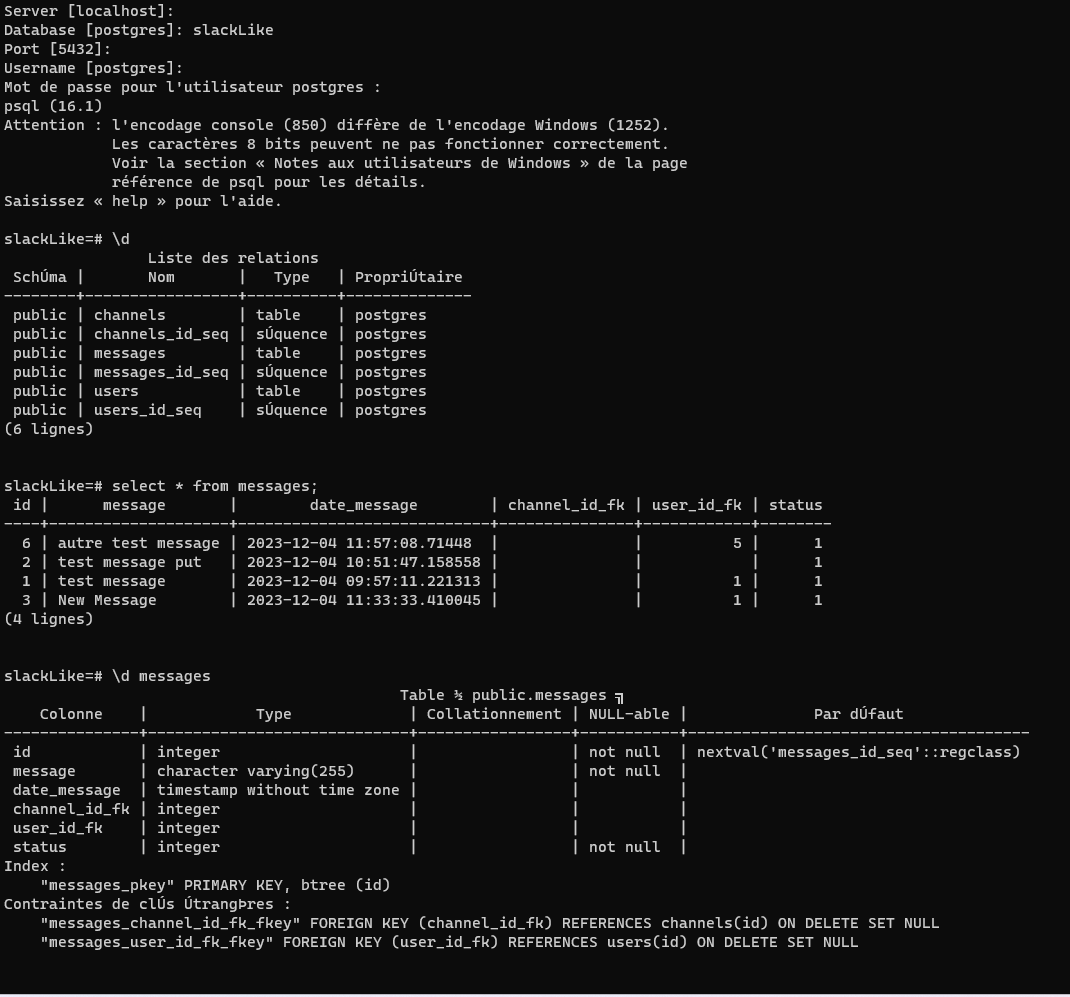 Server [localhost]:
Database [postgres]: slackLike
Port [5432]:
Username [postgres]:
Mot de passe pour l'utilisateur postgres :
psql (16.1)
Attention : l'encodage console (850) diffère de l'encodage Windows (1252).
            Les caractères 8 bits peuvent ne pas fonctionner correctement.
            Voir la section « Notes aux utilisateurs de Windows » de la page
            référence de psql pour les détails.
Saisissez « help » pour l'aide.

slackLike=# \d
                Liste des relations
 SchÚma |       Nom       |   Type   | PropriÚtaire
--------+-----------------+----------+--------------
 public | channels        | table    | postgres
 public | channels_id_seq | sÚquence | postgres
 public | messages        | table    | postgres
 public | messages_id_seq | sÚquence | postgres
 public | users           | table    | postgres
 public | users_id_seq    | sÚquence | postgres
(6 lignes)


slackLike=# select * from messages;
 id |      message       |        date_message        | channel_id_fk | user_id_fk | status
----+--------------------+----------------------------+---------------+------------+--------
  6 | autre test message | 2023-12-04 11:57:08.71448  |               |          5 |      1
  2 | test message put   | 2023-12-04 10:51:47.158558 |               |            |      1
  1 | test message       | 2023-12-04 09:57:11.221313 |               |          1 |      1
  3 | New Message        | 2023-12-04 11:33:33.410045 |               |          1 |      1
(4 lignes)


slackLike=# \d messages
                                            Table ½ public.messages ╗
    Colonne    |            Type             | Collationnement | NULL-able |              Par dÚfaut
---------------+-----------------------------+-----------------+-----------+--------------------------------------
 id            | integer                     |                 | not null  | nextval('messages_id_seq'::regclass)
 message       | character varying(255)      |                 | not null  |
 date_message  | timestamp without time zone |                 |           |
 channel_id_fk | integer                     |                 |           |
 user_id_fk    | integer                     |                 |           |
 status        | integer                     |                 | not null  |
Index :
    "messages_pkey" PRIMARY KEY, btree (id)
Contraintes de clÚs ÚtrangÞres :
    "messages_channel_id_fk_fkey" FOREIGN KEY (channel_id_fk) REFERENCES channels(id) ON DELETE SET NULL
    "messages_user_id_fk_fkey" FOREIGN KEY (user_id_fk) REFERENCES users(id) ON DELETE SET NULL